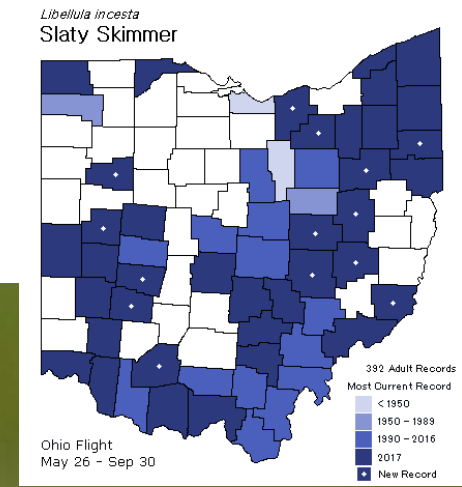 Libellula incesta
Slaty Skimmer
392 Adult Records
Most Current Record
< 1950
1950 – 1989
1990 – 2016
2017
New Record
Ohio Flight
May 26 – Sep 30